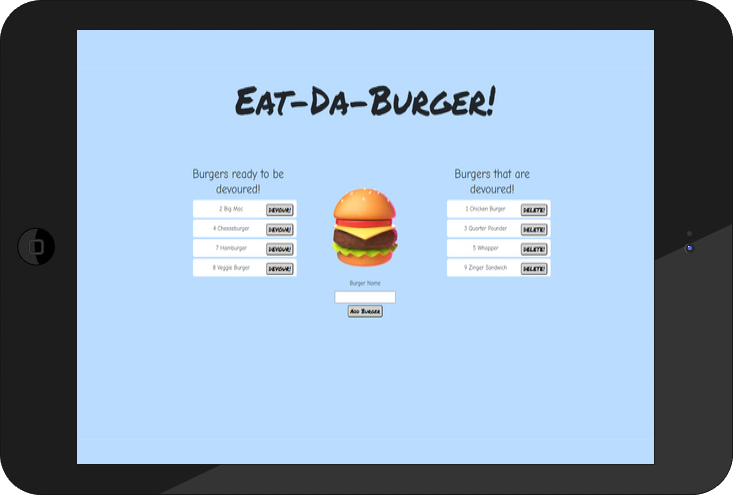 Eat-Da-Burger!
Burgers ready to be
devoured!
2 Big Mac
DEVOUR!
4 Cheeseburger
DEVOUR!
7 Hamburger
DEVOUR!
8 Veggie Burger
DEVOUR!
Burger Name
Add Burger
Burgers that are
devoured!
1 Chicken Burger
DELETE!
3 Quarter Pounder
DELETE!
5 Whopper
DELETE!
9 Zinger Sandwich
DELETE!